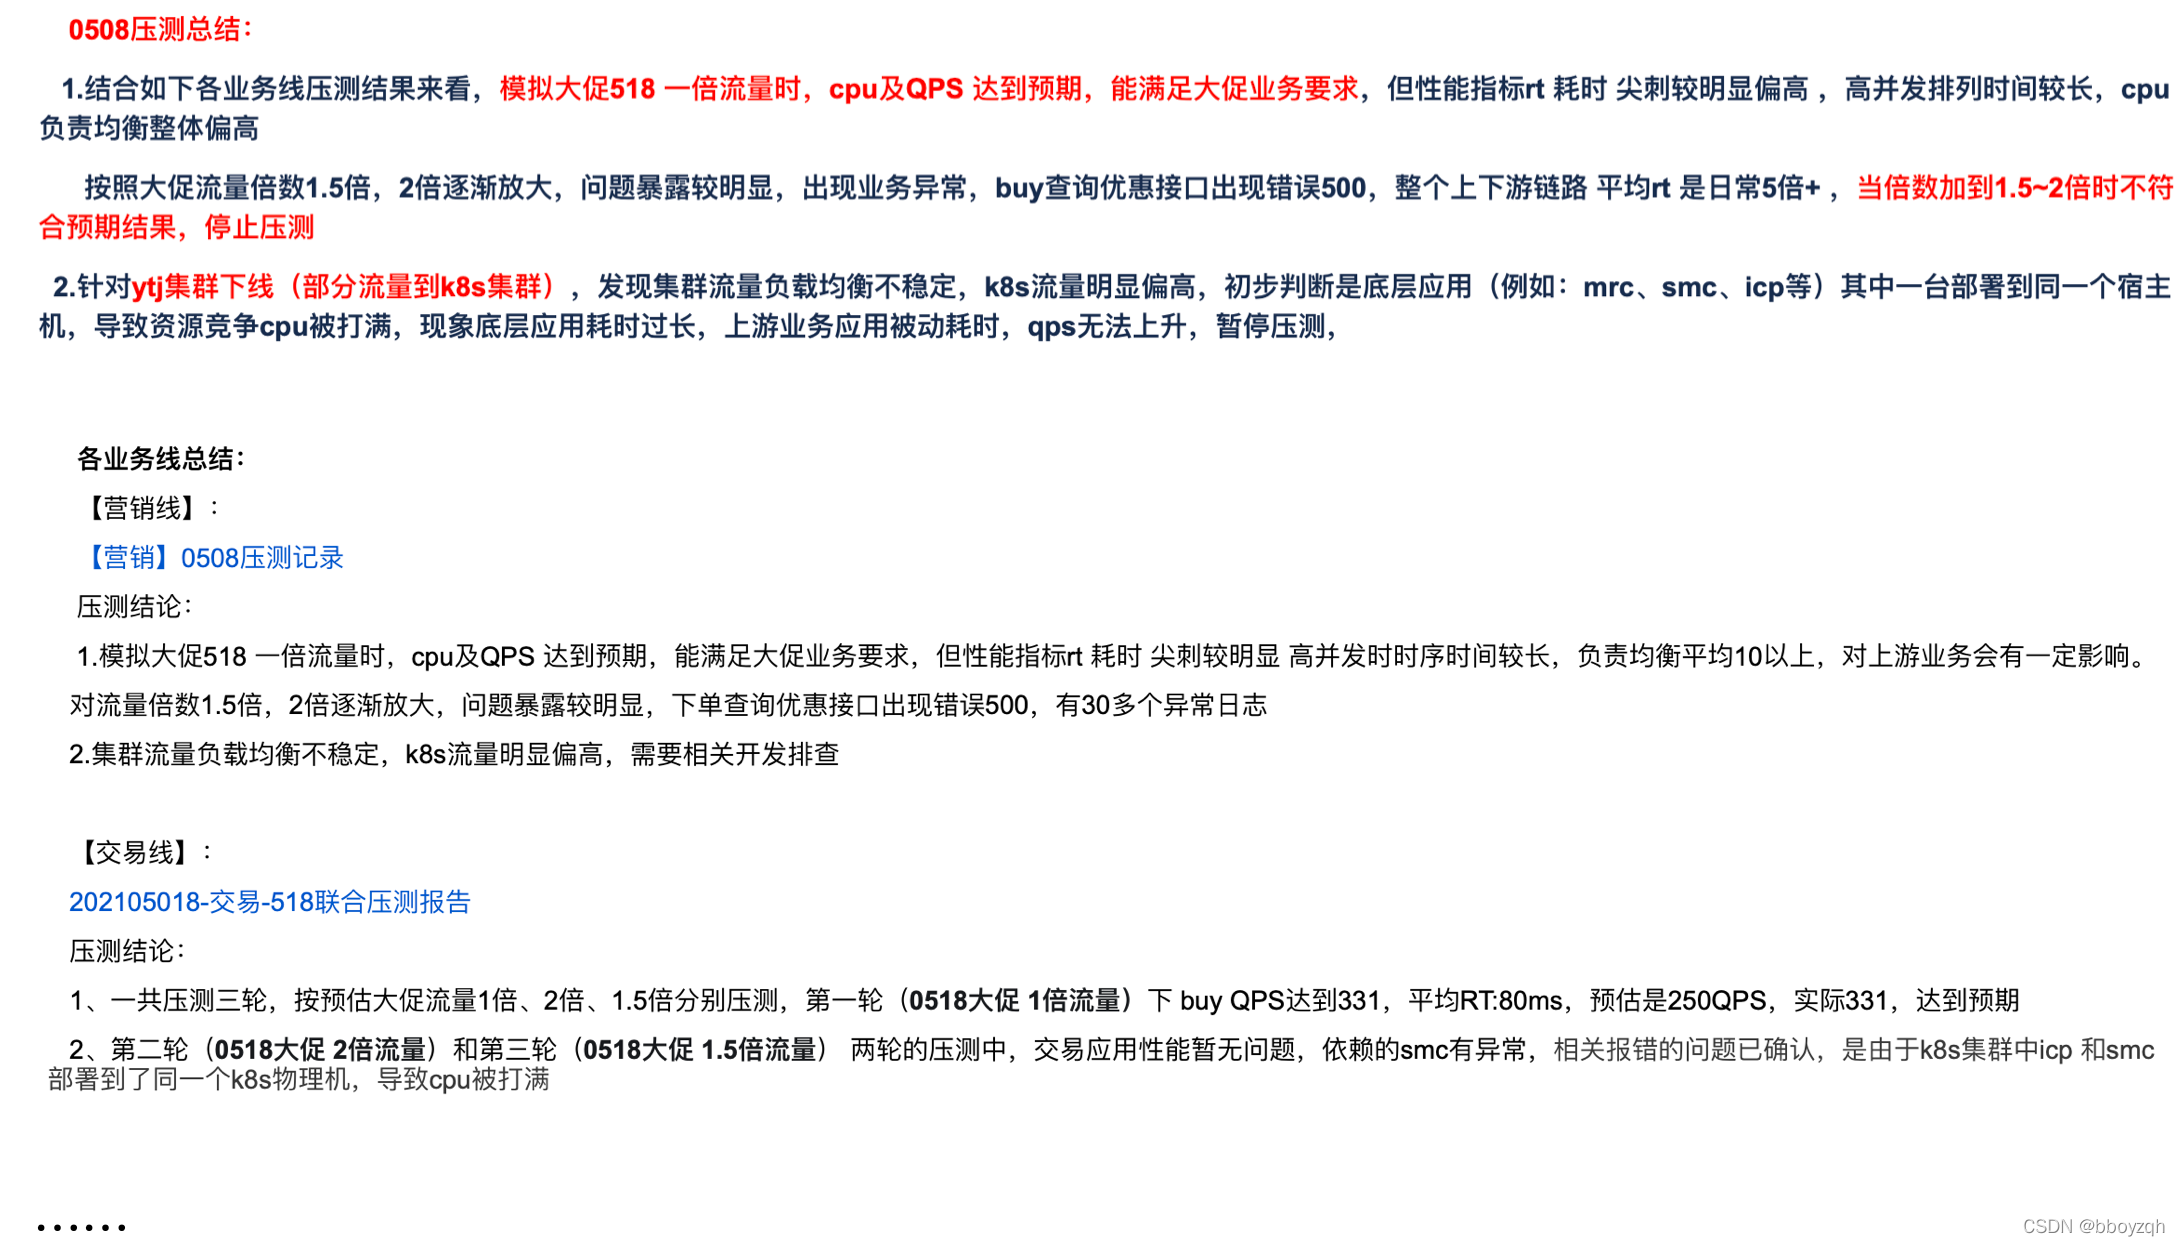 0508压测总结：
1.结合如下各业务线压测结果来看，模拟大促518 一倍流量时，cpu及QPS 达到预期，能满足大促业务要求，但性能指标rt 耗时 尖刺较明显偏高 ，高并发排列时间较长，cpu
负责均衡整体偏高
按照大促流量倍数1.5倍，2倍逐渐放大，问题暴露较明显，出现业务异常，buy查询优惠接口出现错误500，整个上下游链路 平均rt 是日常5倍+ ，当倍数加到1.5~2倍时不符
合预期结果，停止压测
2.针对ytj集群下线（部分流量到k8s集群），发现集群流量负载均衡不稳定，k8s流量明显偏高，初步判断是底层应用（例如：mrc、smc、icp等）其中一台部署到同一个宿主
机，导致资源竞争cpu被打满，现象底层应用耗时过长，上游业务应用被动耗时，qps无法上升，暂停压测，
各业务线总结：
【营销线】：
【营销】0508压测记录
压测结论：
1.模拟大促518 一倍流量时，cpu及QPS 达到预期，能满足大促业务要求，但性能指标rt 耗时 尖刺较明显 高并发时时序时间较长，负责均衡平均10以上，对上游业务会有一定影响。
对流量倍数1.5倍，2倍逐渐放大，问题暴露较明显，下单查询优惠接口出现错误500，有30多个异常日志
2.集群流量负载均衡不稳定，k8s流量明显偏高，需要相关开发排查
【交易线】：
202105018-交易-518联合压测报告
压测结论：
1、一共压测三轮，按预估大促流量1倍、2倍、1.5倍分别压测，第一轮（0518大促 1倍流量）下 buy QPS达到331，平均RT:80ms，预估是250QPS，实际331，达到预期
2、第二轮（0518大促 2倍流量）和第三轮（0518大促 1.5倍流量） 两轮的压测中，交易应用性能暂无问题，依赖的smc有异常，相关报错的问题已确认，是由于k8s集群中icp 和smc
部署到了同一个k8s物理机，导致cpu被打满
······
CSDN @bboyzqh